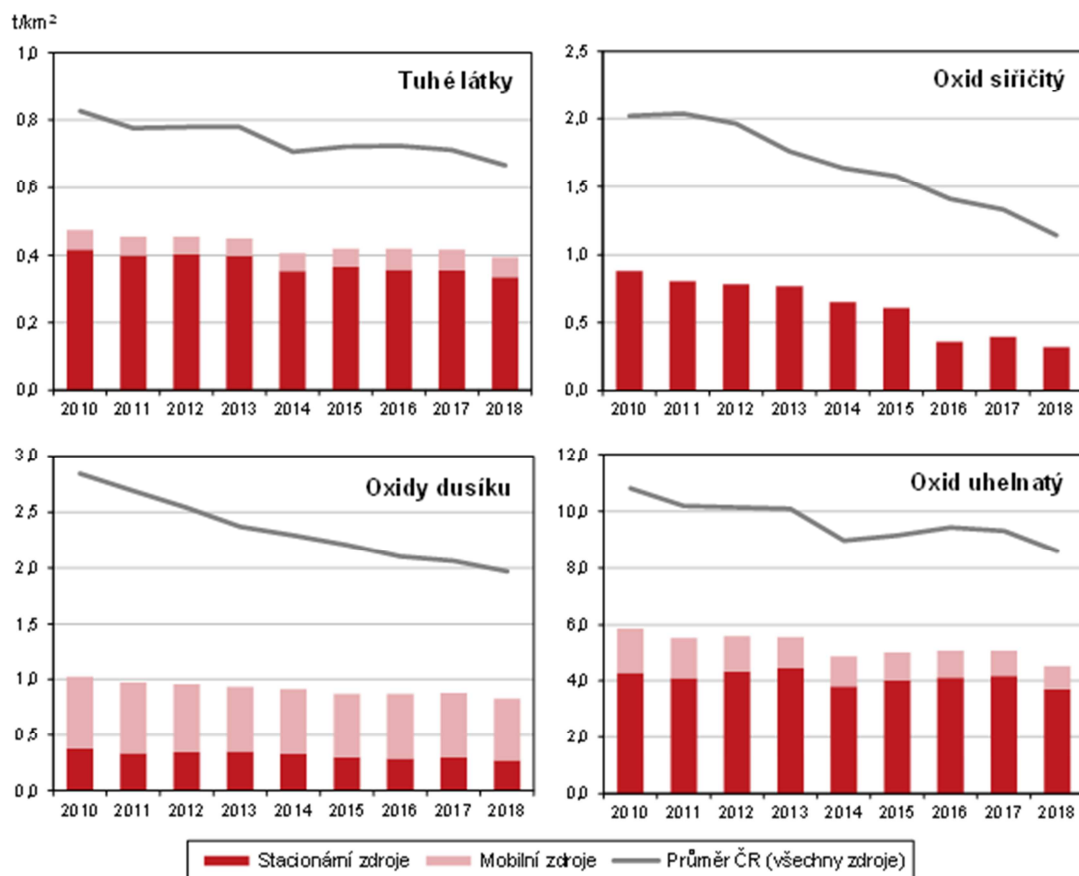 t/km²
Tuhé látky
1,0
0,8
0,6
0,4
0,2
0,0
2010 2011 2012 2013 2014 2015 2016 2017 2018
Oxid siřičitý
2,5
2,0
1,5
1,0
0,5
0,0
2010 2011 2012 2013 2014 2015 2016 2017 2018
Oxidy dusíku
3,0
2,5
2,0
1,5
1,0
0,5
0,0
2010 2011 2012 2013 2014 2015 2016 2017 2018
Oxid uhelnatý
12,0
10,0
8,0
6,0
4,0
2,0
0,0
2010 2011 2012 2013 2014 2015 2016 2017 2018
Stacionární zdroje Mobilní zdroje Průměr ČR (všechny zdroje)